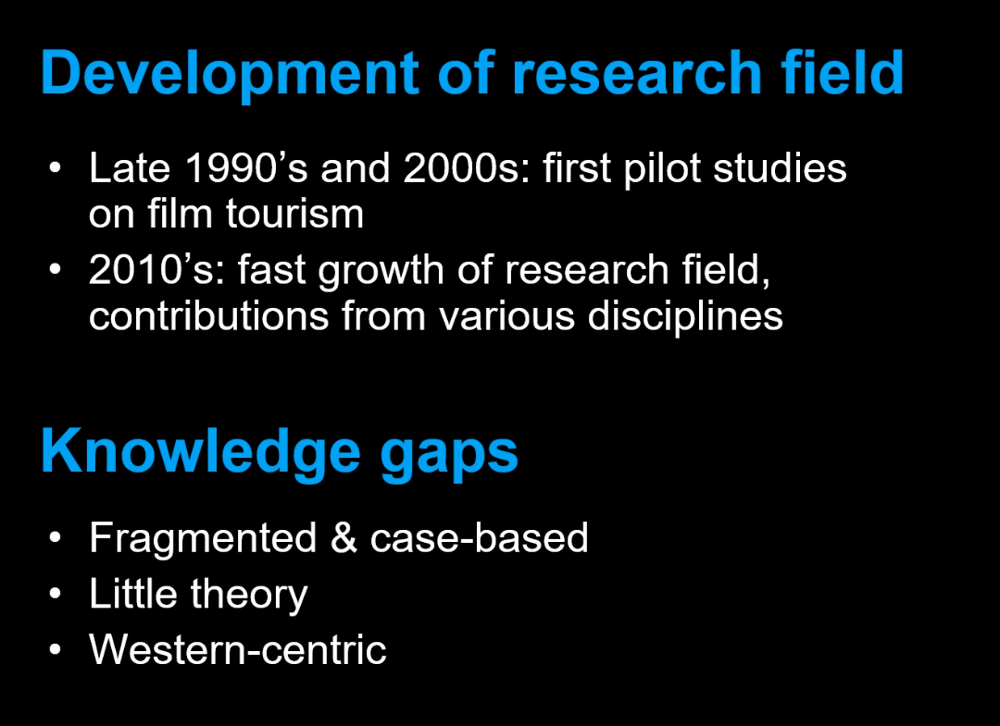 Development of research field
• Late 1990’s and 2000s: first pilot studies
on film tourism
• 2010’s: fast growth of research field,
contributions from various disciplines
Knowledge gaps
• Fragmented & case-based
• Little theory
• Western-centric